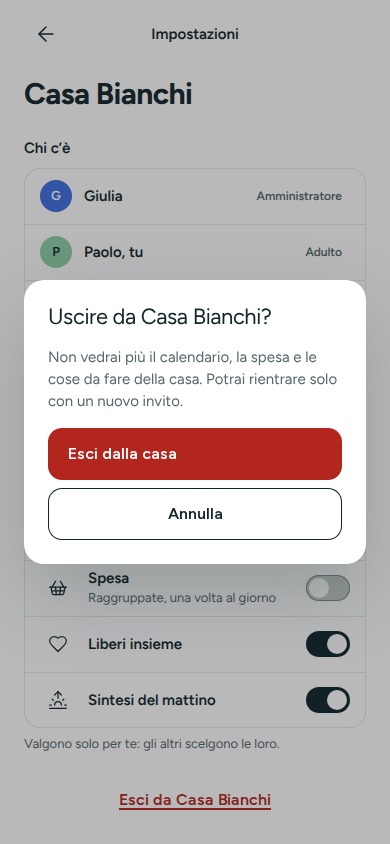 Impostazioni
Casa Bianchi
Chi c’è
G
Giulia
Amministratore
P
Paolo, tu
Adulto
Uscire da Casa Bianchi?
Non vedrai più il calendario, la spesa e le
cose da fare della casa. Potrai rientrare solo
con un nuovo invito.
Esci dalla casa
Annulla
Spesa
Raggruppate, una volta al giorno
Liberi insieme
Sintesi del mattino
Valgono solo per te: gli altri scelgono le loro.
Esci da Casa Bianchi